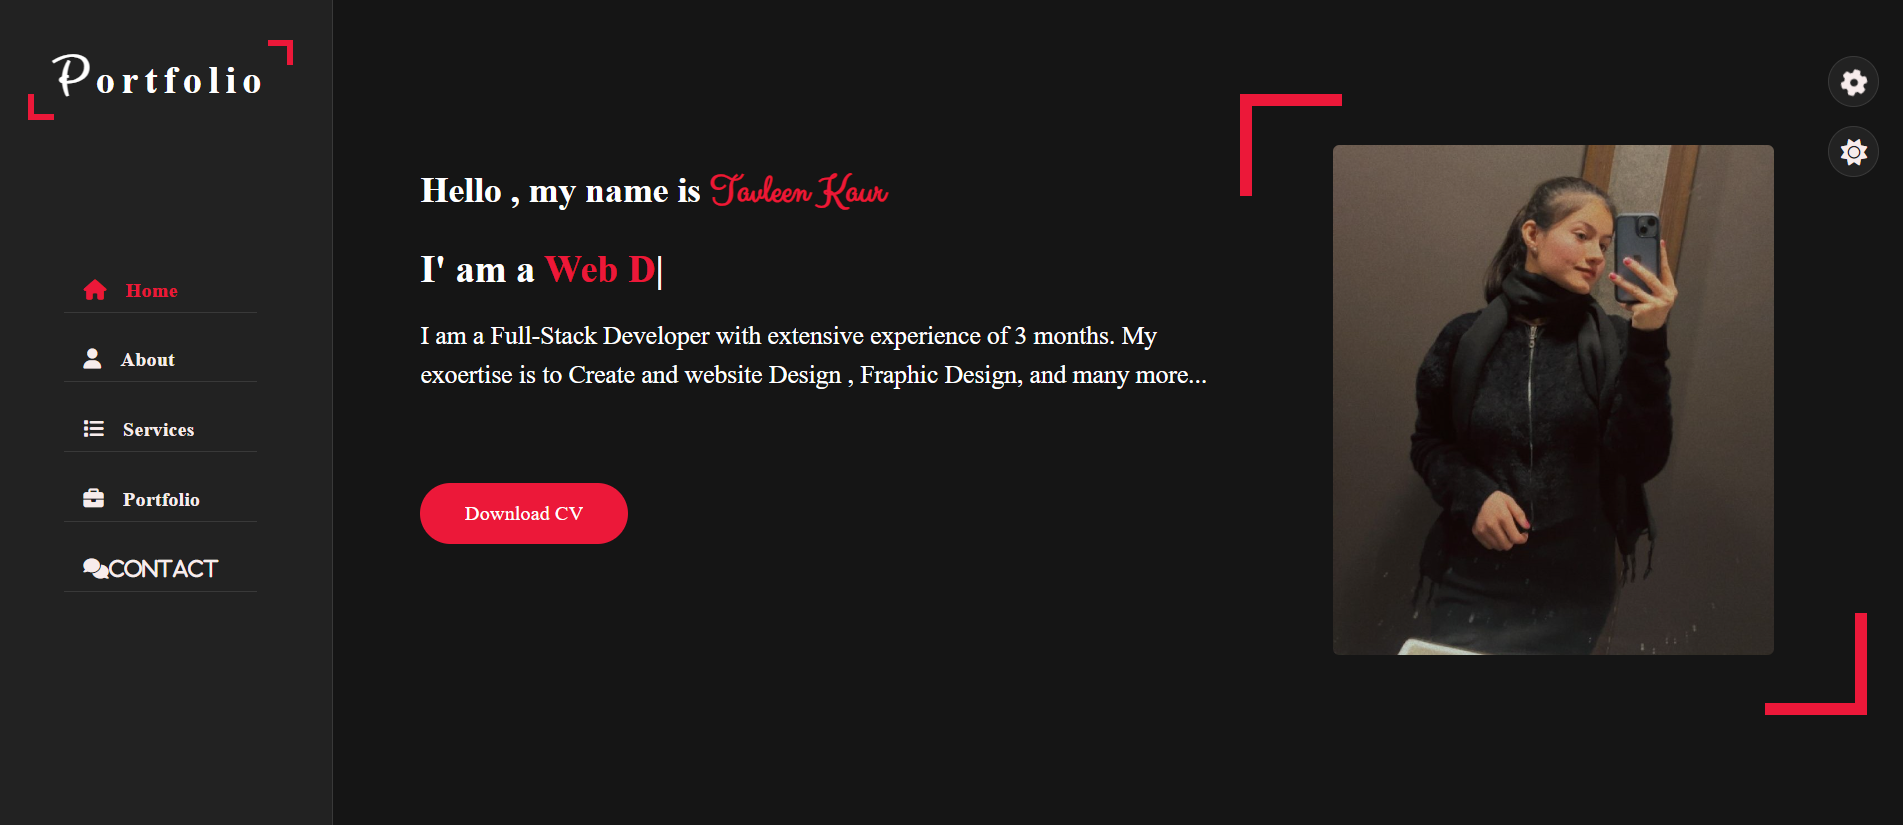 Portfolio
Home
About
Services
Portfolio
CONTACT
Hello , my name is Tavleen Kaur
I' am a Web D|
I am a Full-Stack Developer with extensive experience of 3 months. My
exoertise is to Create and website Design , Fraphic Design, and many more...
Download CV